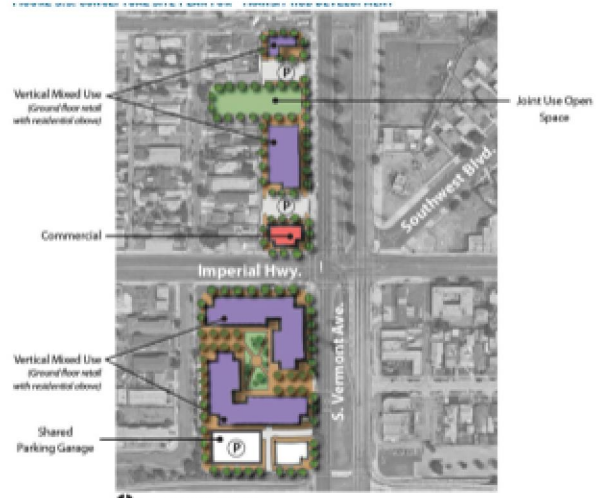 Vertical Mixed Use
(Ground floor retail
with residential above)
P
Joint Use Open
Space
Southwest Blvd.
P
Commercial
Imperial Hwy.
S. Vermont Ave.
Vertical Mixed Use
(Ground floor retail
with residential above)
Shared
Parking Garage
P